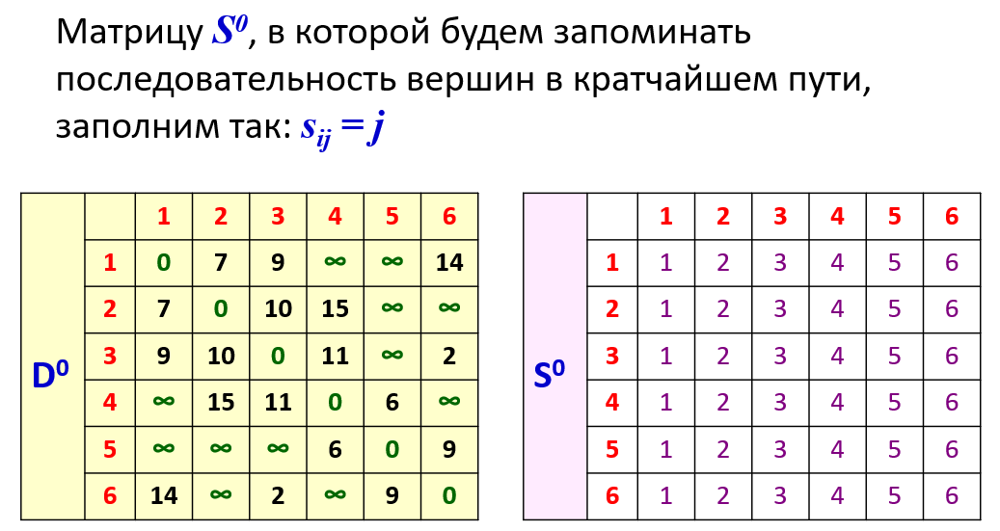 Матрицу S⁰, в которой будем запоминать
последовательность вершин в кратчайшем пути,
заполним так: sᵢⱼ = j
D⁰
1 2 3 4 5 6
1 0 7 9 ∞ ∞ 14
2 7 0 10 15 ∞ ∞
3 9 10 0 11 ∞ 2
4 ∞ 15 11 0 6 ∞
5 ∞ ∞ ∞ 6 0 9
6 14 ∞ 2 ∞ 9 0
S⁰
1 2 3 4 5 6
1 1 2 3 4 5 6
2 1 2 3 4 5 6
3 1 2 3 4 5 6
4 1 2 3 4 5 6
5 1 2 3 4 5 6
6 1 2 3 4 5 6